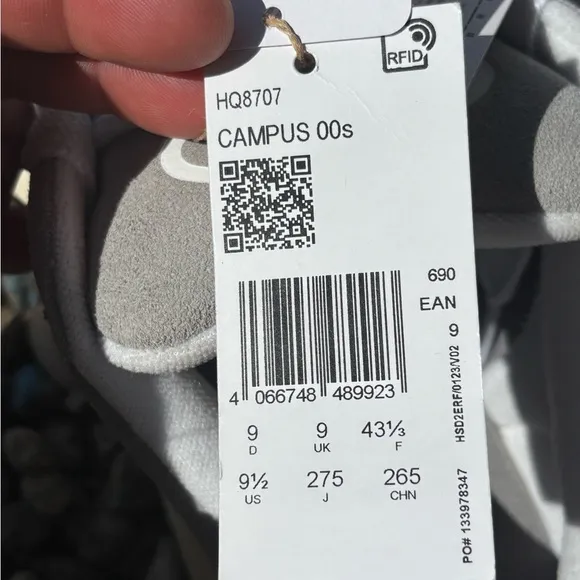 RFID
HQ8707
CAMPUS 00s
690
EAN
9
4 066748 489923
9 9 43⅓
D UK F
9½ 275 265
US J CHN
HSD2ERF/0123/V02
PO# 133978347